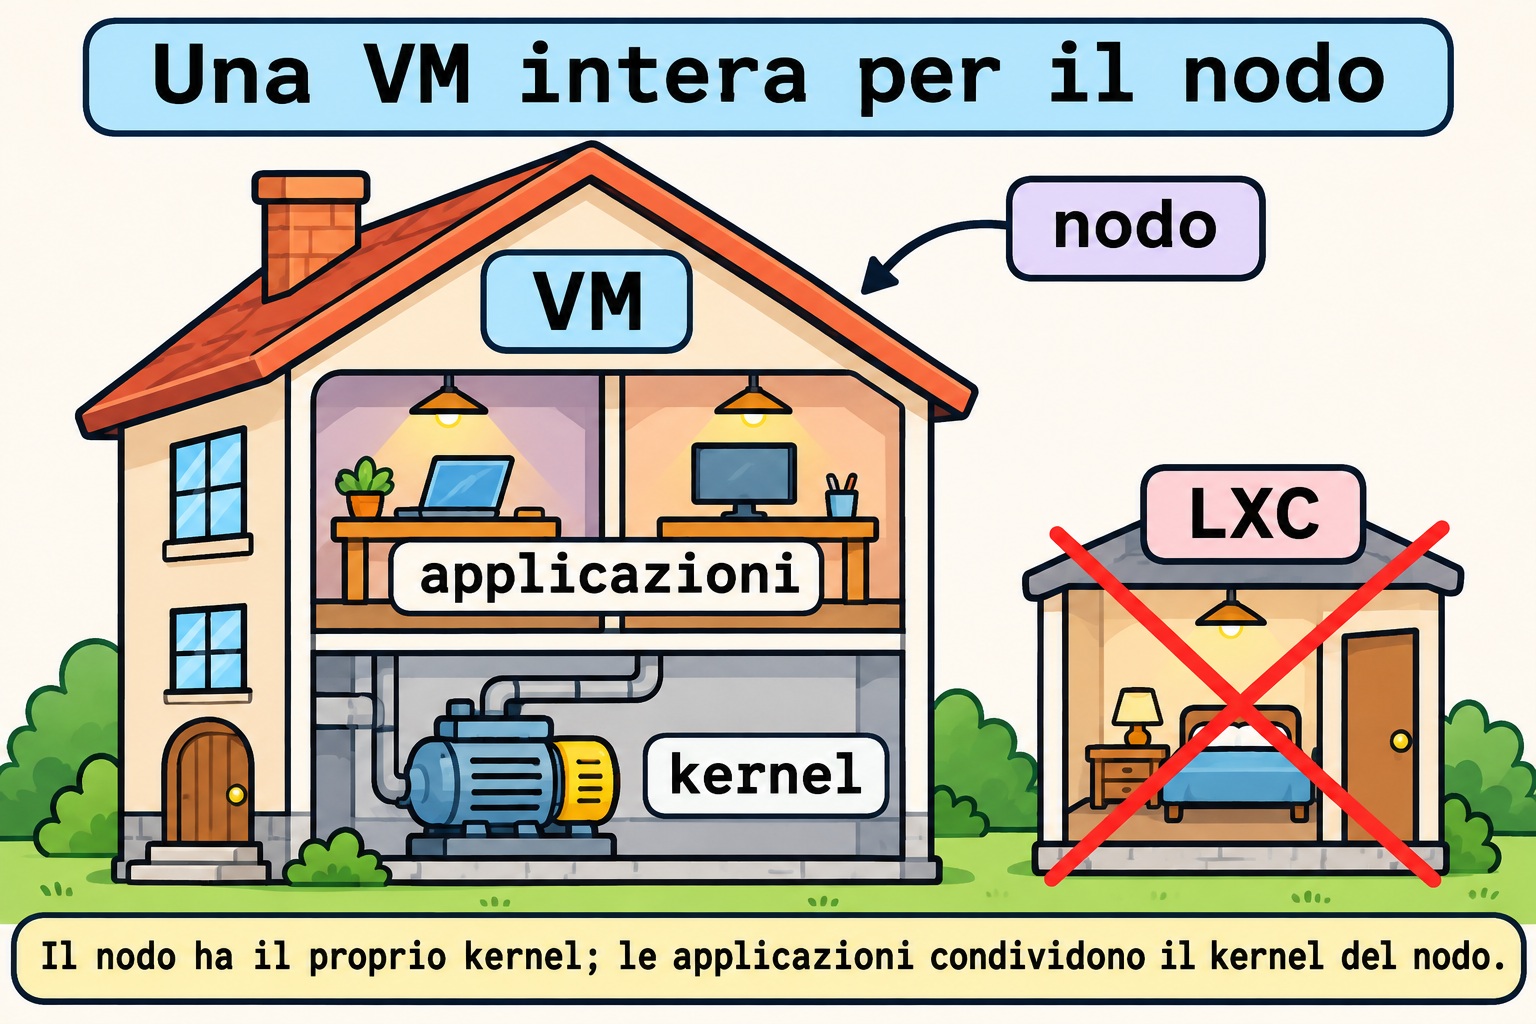 Una VM intera per il nodo
nodo
VM
LXC
applicazioni
kernel
Il nodo ha il proprio kernel; le applicazioni condividono il kernel del nodo.